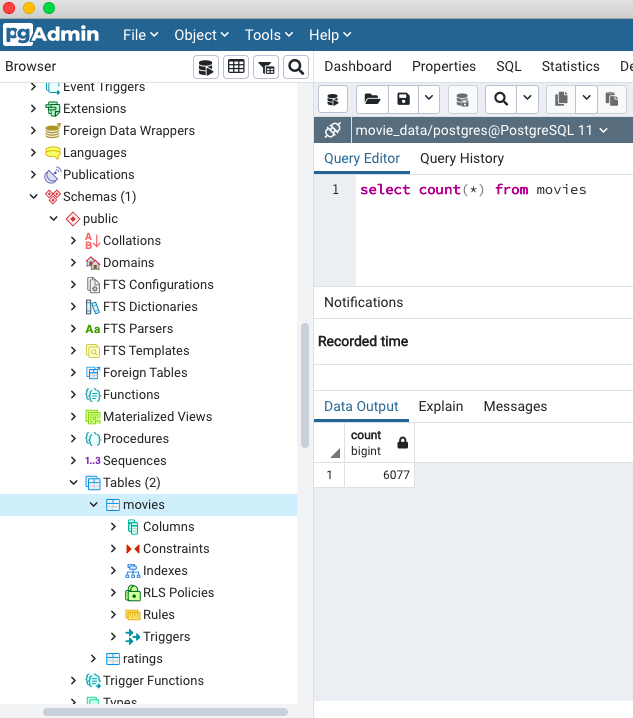 pgAdmin File Object Tools Help
Browser
Dashboard Properties SQL Statistics De
Event Triggers
Extensions
Foreign Data Wrappers
Languages
Publications
Schemas (1)
public
Collations
Domains
FTS Configurations
FTS Dictionaries
Aa FTS Parsers
FTS Templates
Foreign Tables
Functions
Materialized Views
Procedures
1..3 Sequences
Tables (2)
movies
Columns
Constraints
Indexes
RLS Policies
Rules
Triggers
ratings
Trigger Functions
Types
movie_data/postgres@PostgreSQL 11
Query Editor Query History
1 select count(*) from movies
Notifications
Recorded time
Data Output Explain Messages
count
bigint
1 6077